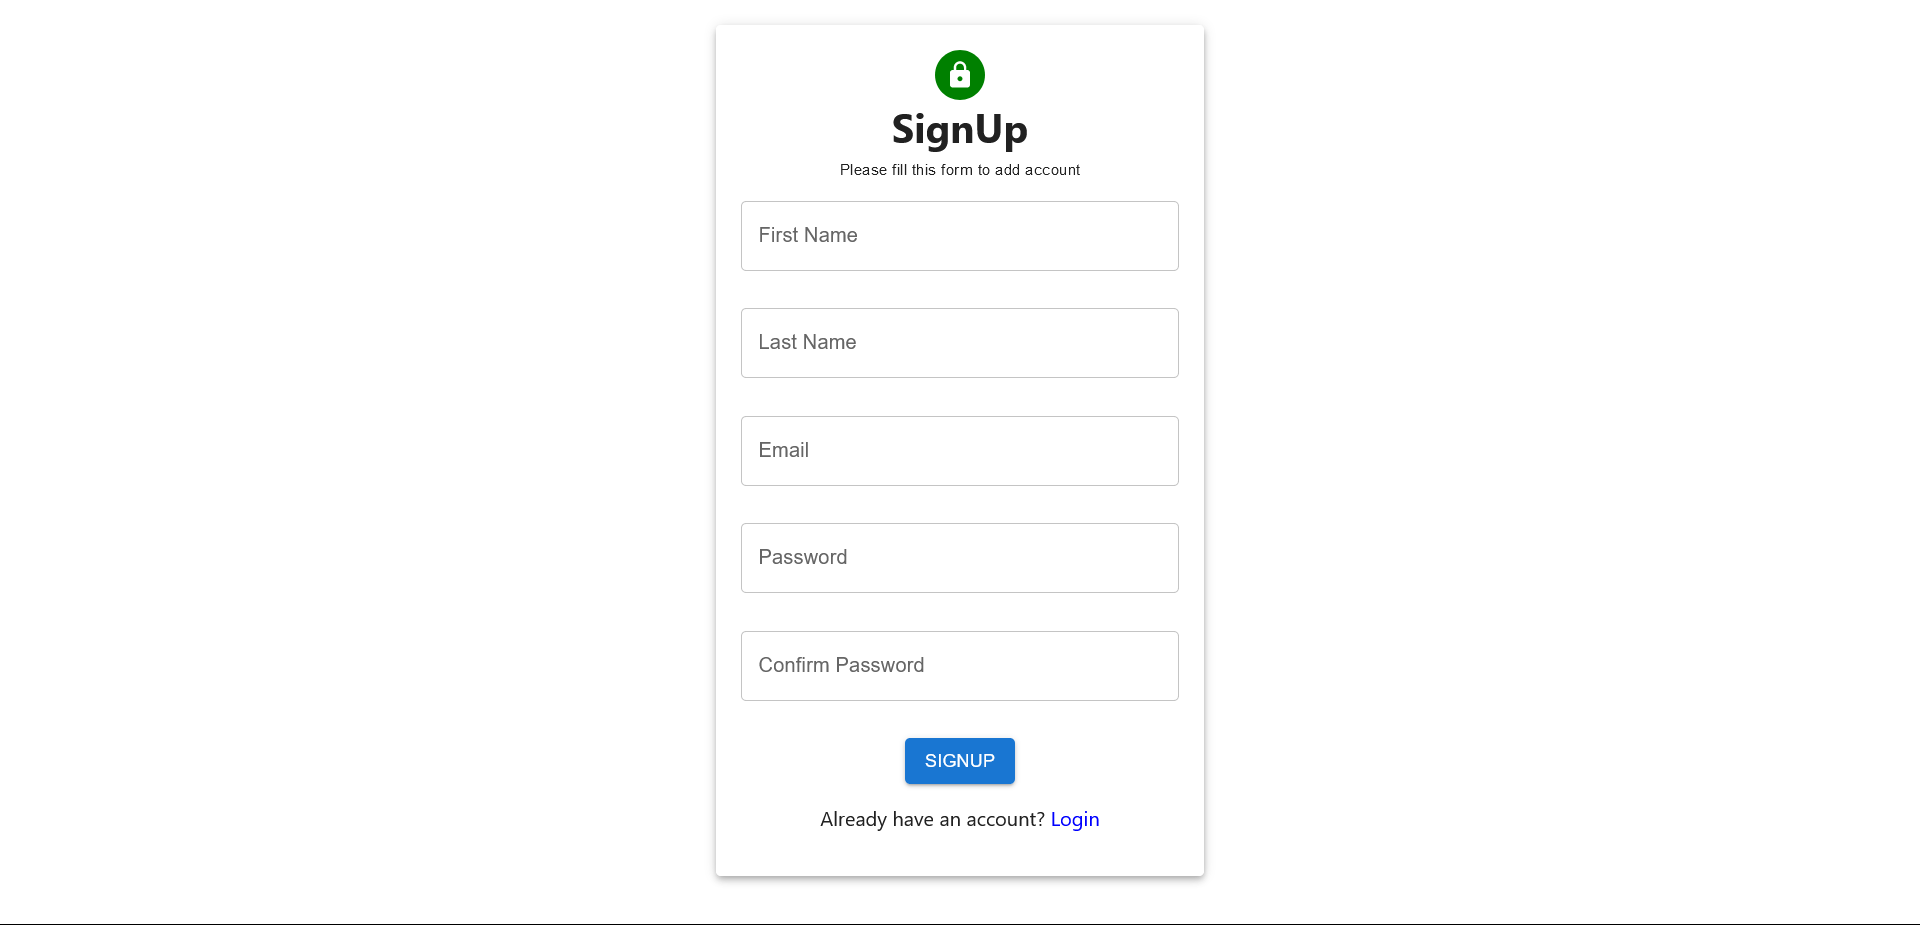 SignUp
Please fill this form to add account
First Name
Last Name
Email
Password
Confirm Password
SIGNUP
Already have an account? Login